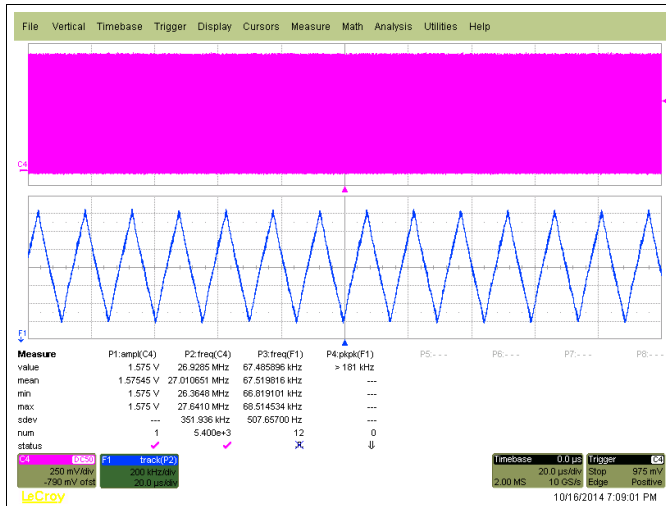 File Vertical Timebase Trigger Display Cursors Measure Math Analysis Utilities Help
C4
F1
Measure P1:ampl(C4) P2:freq(C4) P3:freq(F1) P4:pkpk(F1) P5:--- P6:--- P7:--- P8:---
value 1.575 V 26.9285 MHz 67.485896 kHz > 181 kHz
mean 1.57545 V 27.010651 MHz 67.519816 kHz ---
min 1.575 V 26.3648 MHz 66.819101 kHz ---
max 1.575 V 27.6410 MHz 68.514534 kHz ---
sdev --- 351.936 kHz 507.65700 Hz ---
num 1 5.400e+3 12 0
status
C4 DC50
250 mV/div
-790 mV ofst
F1 track(P2)
200 kHz/div
20.0 µs/div
Timebase 0.0 µs
20.0 µs/div
2.00 MS 10 GS/s
Trigger C4
Stop 975 mV
Edge Positive
LeCroy
10/16/2014 7:09:01 PM